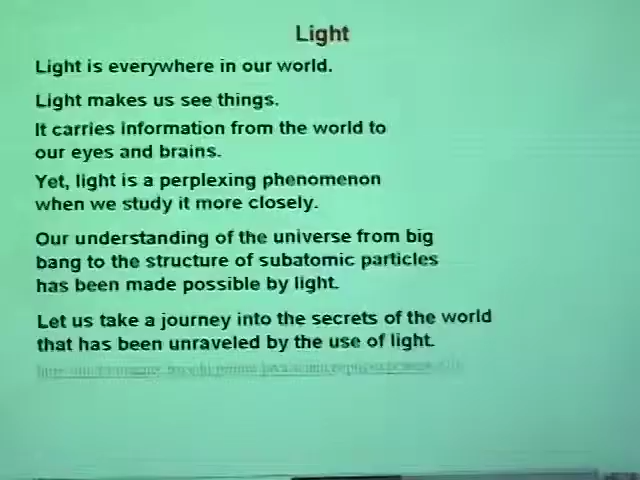 Light
Light is everywhere in our world.
Light makes us see things.
It carries information from the world to
our eyes and brains.
Yet, light is a perplexing phenomenon
when we study it more closely.
Our understanding of the universe from big
bang to the structure of subatomic particles
has been made possible by light.
Let us take a journey into the secrets of the world
that has been unraveled by the use of light.